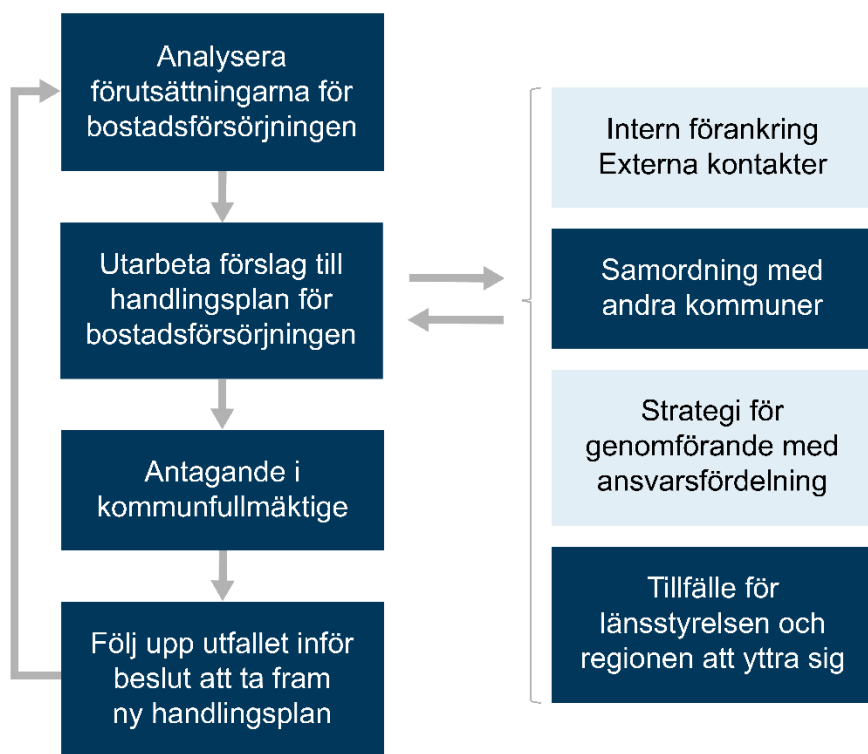 Analysera
förutsättningarna för
bostadsförsörjningen
Utarbeta förslag till
handlingsplan för
bostadsförsörjningen
Antagande i
kommunfullmäktige
Följ upp utfallet inför
beslut att ta fram
ny handlingsplan
Intern förankring
Externa kontakter
Samordning med
andra kommuner
Strategi för
genomförande med
ansvarsfördelning
Tillfälle för
länsstyrelsen och
regionen att yttra sig